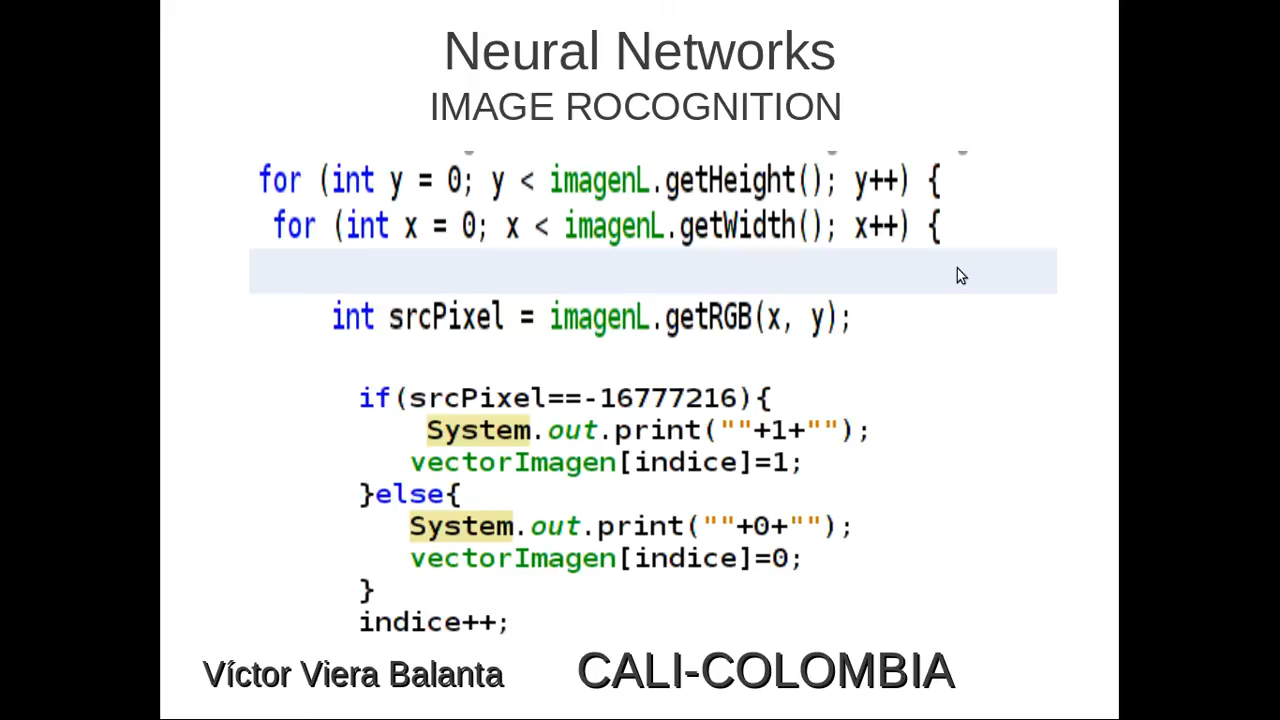 Neural Networks
IMAGE ROCOGNITION
for (int y = 0; y < imagenL.getHeight(); y++) {
for (int x = 0; x < imagenL.getWidth(); x++) {
int srcPixel = imagenL.getRGB(x, y);
if(srcPixel==-16777216){
System.out.print(""+1+"");
vectorImagen[indice]=1;
}else{
System.out.print(""+0+"");
vectorImagen[indice]=0;
}
indice++;
Víctor Viera Balanta
CALI-COLOMBIA